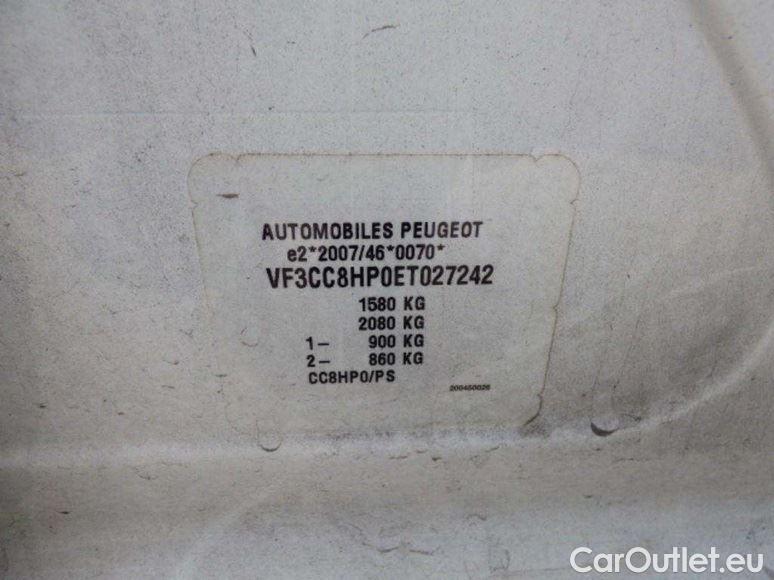 AUTOMOBILES PEUGEOT
e2*2007/46*0070*
VF3CC8HP0ET027242
1580 KG
2080 KG
1- 900 KG
2- 860 KG
CC8HP0/PS
200450026
CarOutlet.eu